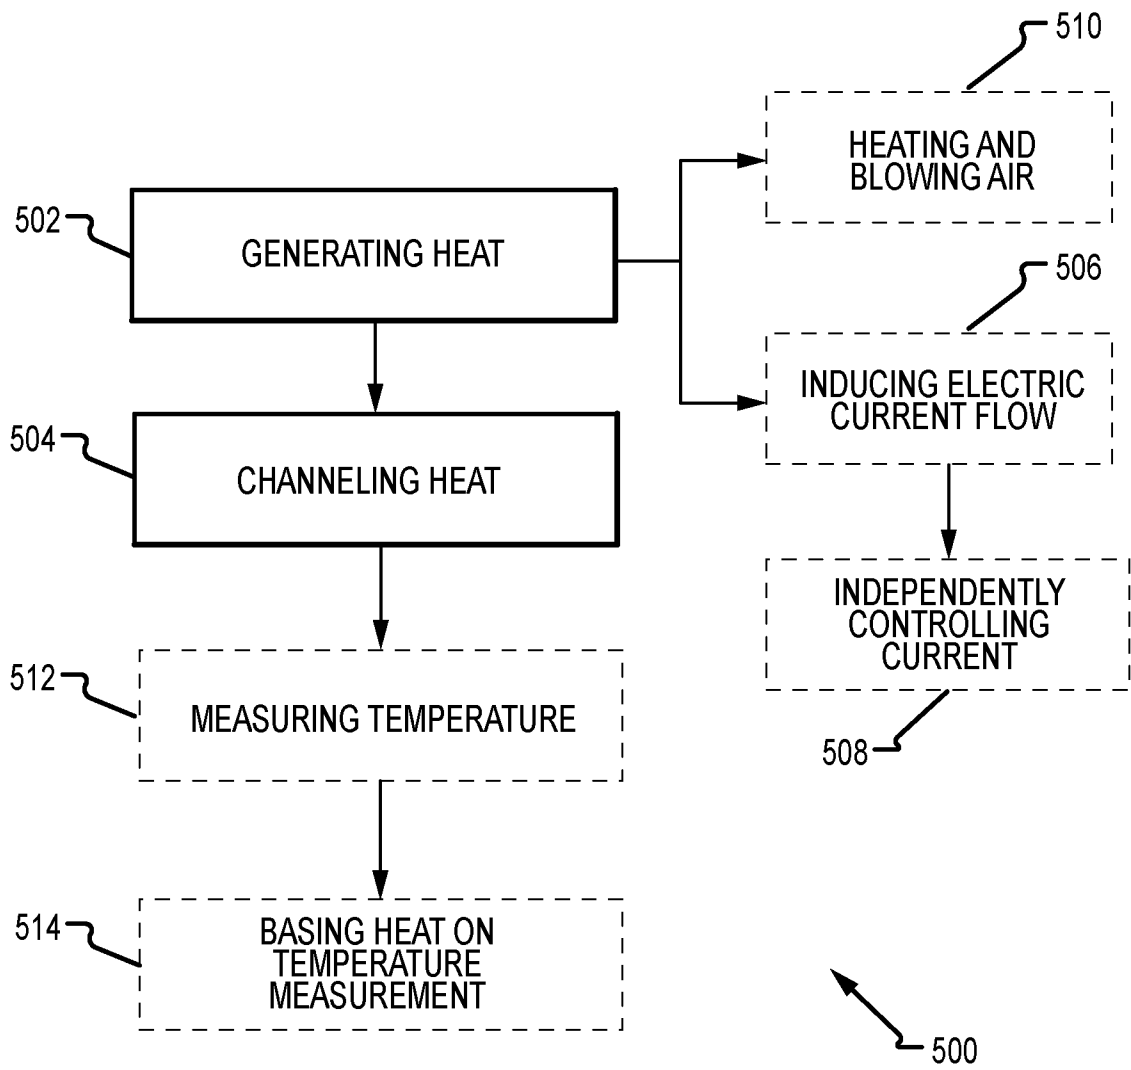 510
HEATING AND
BLOWING AIR
502
GENERATING HEAT
506
INDUCING ELECTRIC
CURRENT FLOW
504
CHANNELING HEAT
INDEPENDENTLY
CONTROLLING
CURRENT
508
512
MEASURING TEMPERATURE
514
BASING HEAT ON
TEMPERATURE
MEASUREMENT
500